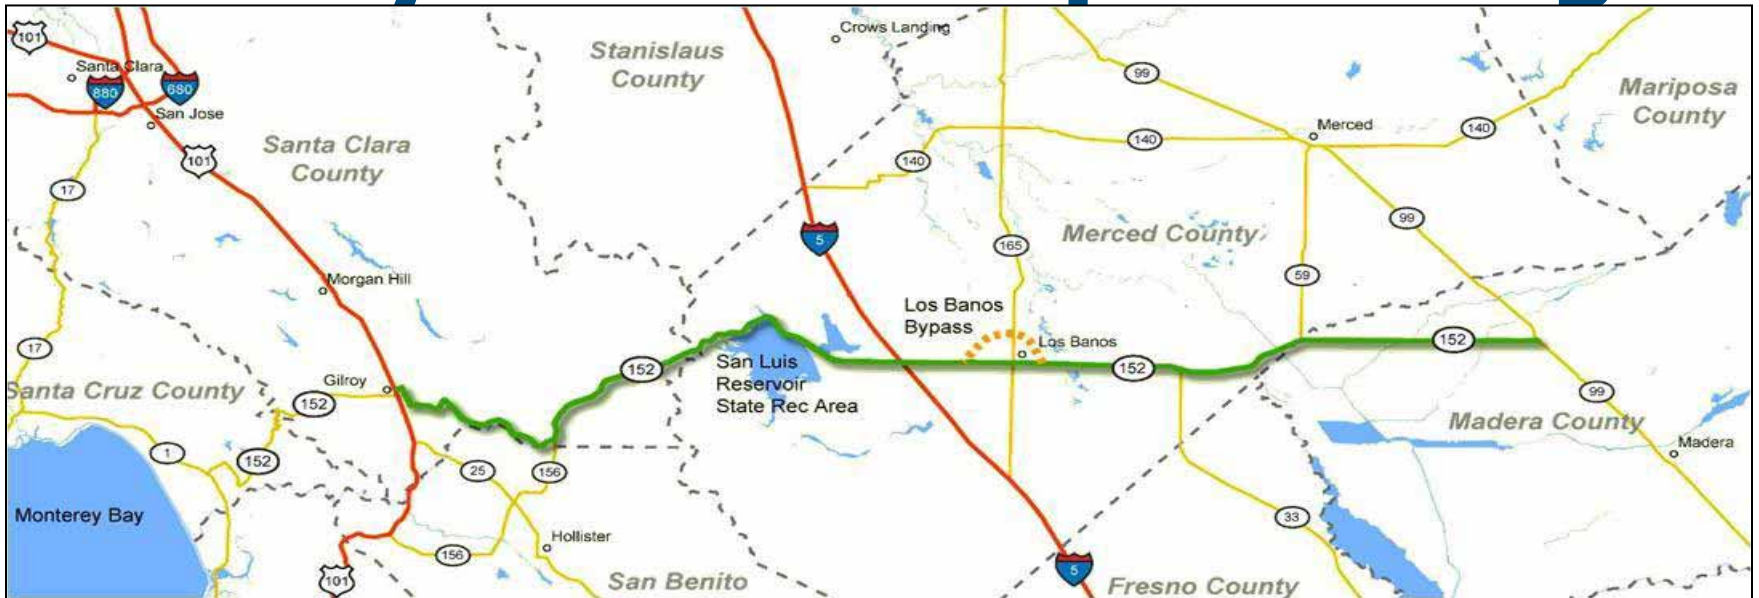 101
Santa Clara
880
680
San Jose
101
Santa Clara
County
Stanislaus
County
Crows Landing
99
Mariposa
County
Merced
140
140
140
17
5
165
Merced County
99
59
Morgan Hill
Los Banos
Bypass
Los Banos
17
Santa Cruz County
Gilroy
152
152
San Luis
Reservoir
State Rec Area
152
152
99
Madera County
Madera
1
152
25
156
Monterey Bay
Hollister
156
33
101
San Benito
5
Fresno County